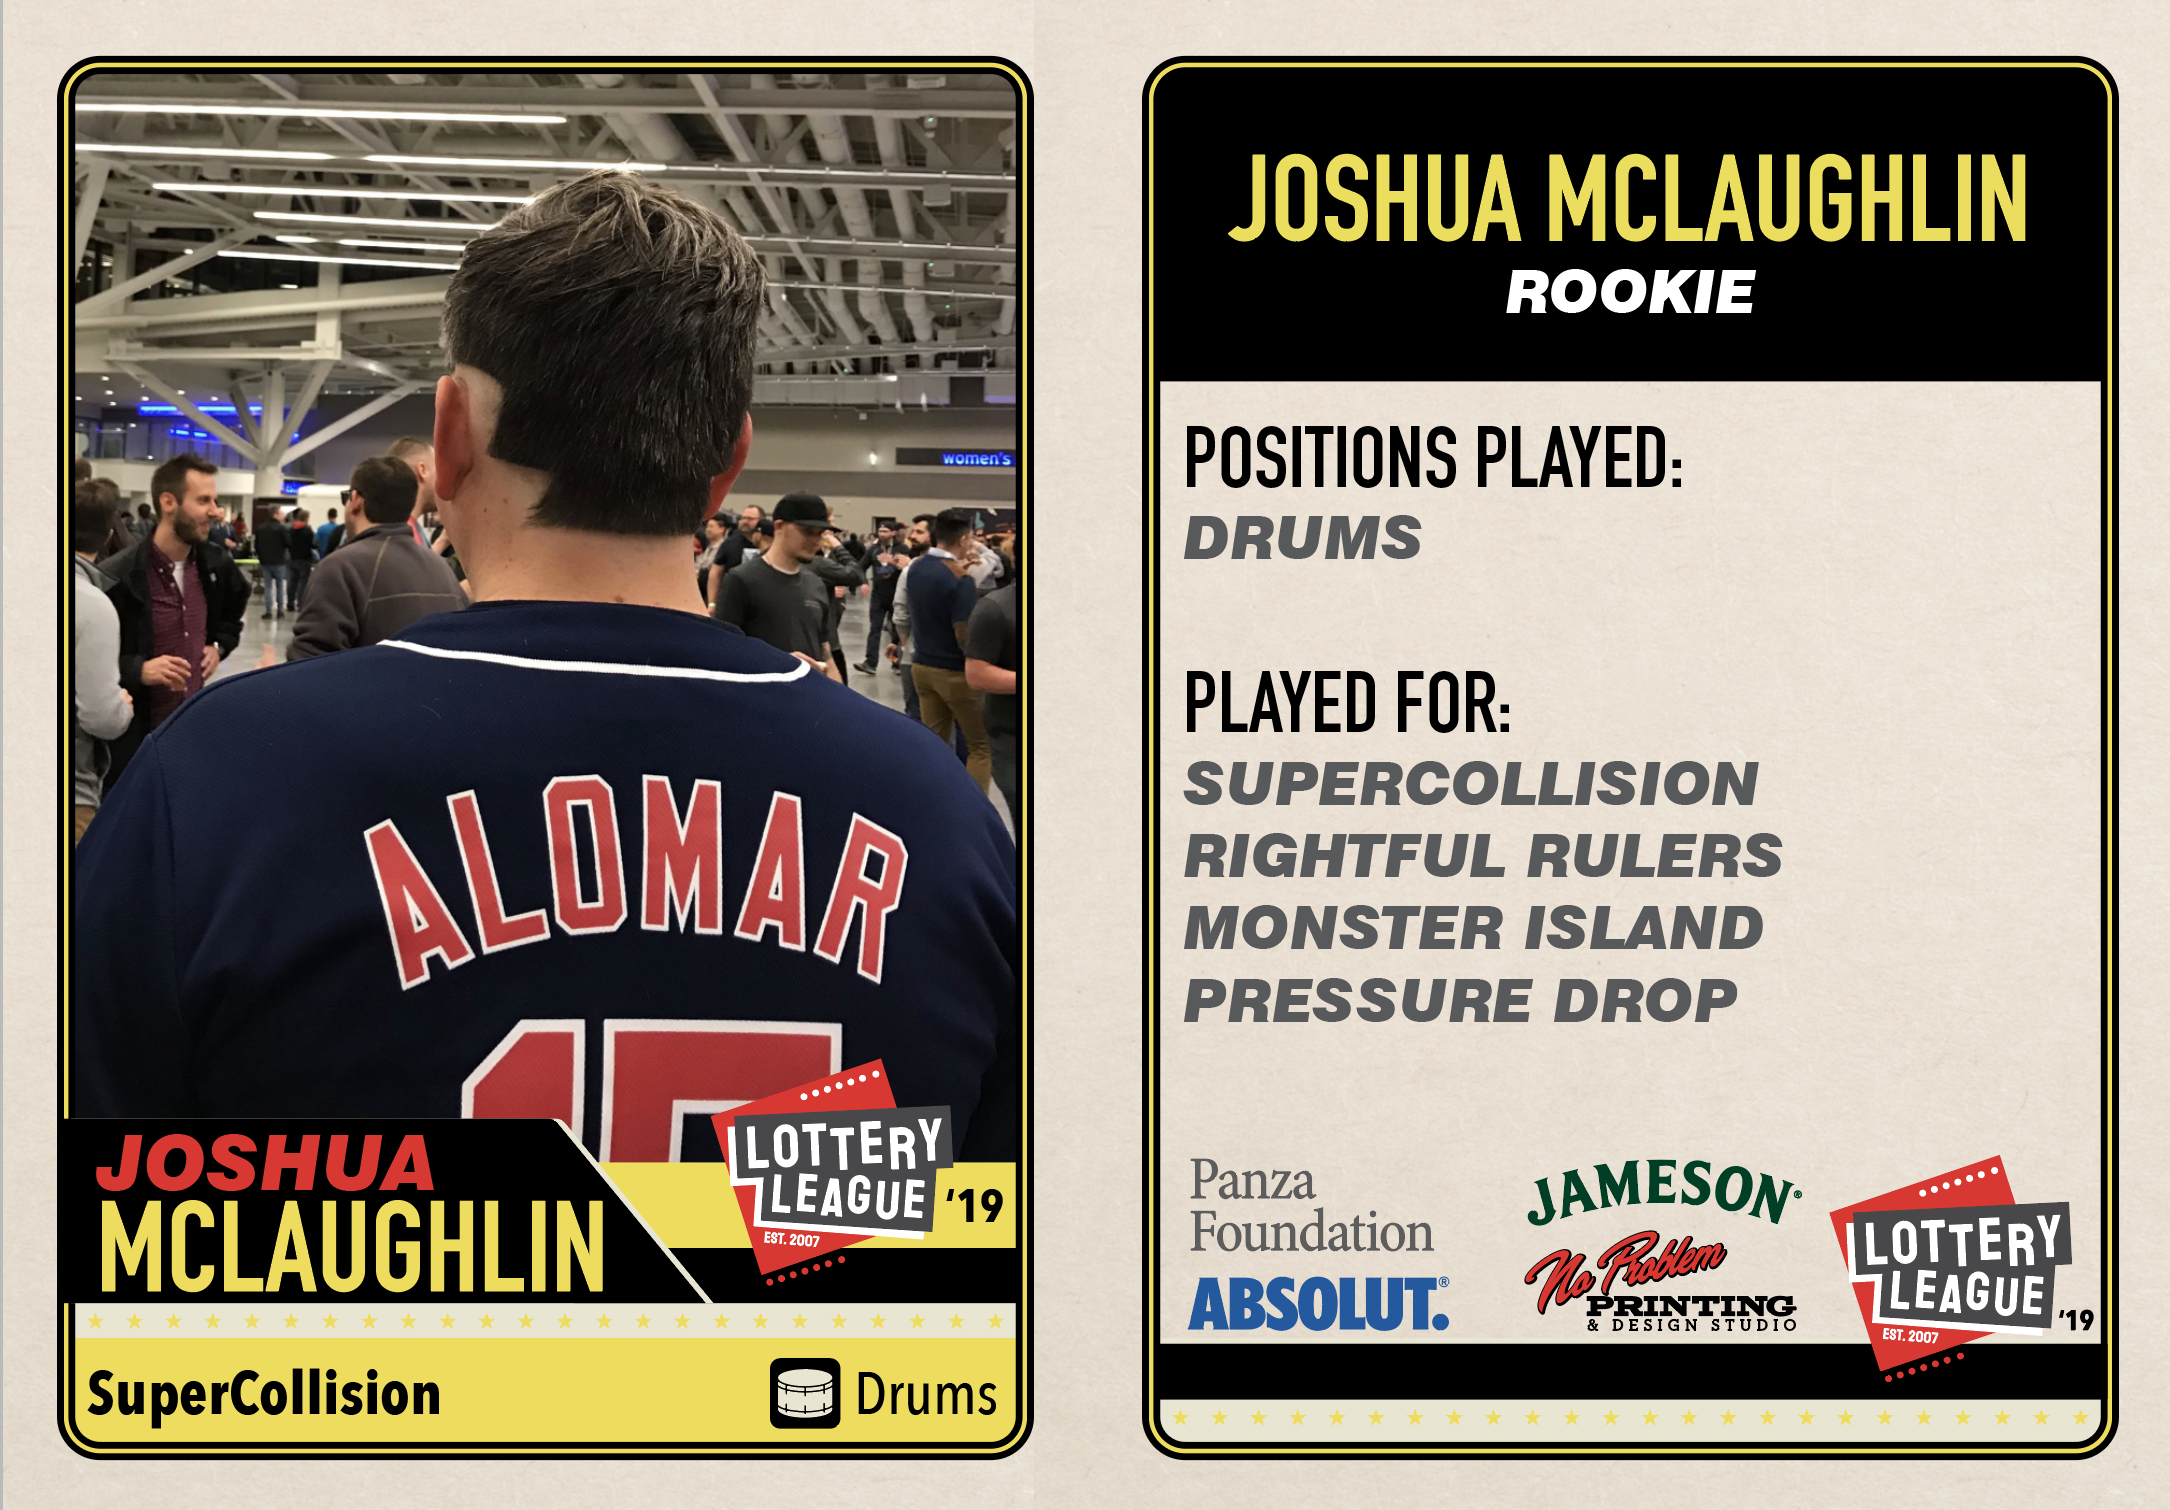 women's
ALOMAR
15
JOSHUA
MCLAUGHLIN
LOTTERY
LEAGUE
EST. 2007
'19
SuperCollision
Drums
JOSHUA MCLAUGHLIN
ROOKIE
POSITIONS PLAYED:
DRUMS
PLAYED FOR:
SUPERCOLLISION
RIGHTFUL RULERS
MONSTER ISLAND
PRESSURE DROP
Panza
Foundation
ABSOLUT.®
JAMESON®
No Problem
PRINTING
& DESIGN STUDIO
LOTTERY
LEAGUE
EST. 2007
'19